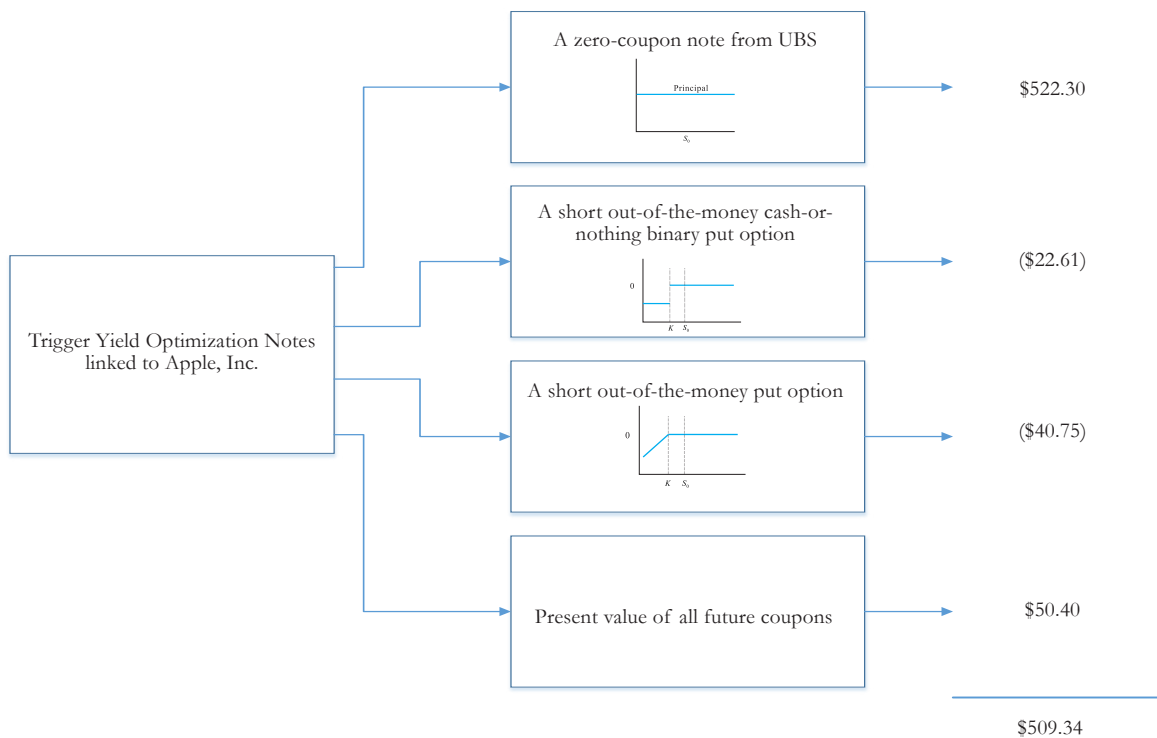 A zero-coupon note from UBS
Principal
S₀
$522.30
A short out-of-the-money cash-or-
nothing binary put option
0
K S₀
($22.61)
Trigger Yield Optimization Notes
linked to Apple, Inc.
A short out-of-the-money put option
0
K S₀
($40.75)
Present value of all future coupons
$50.40
$509.34